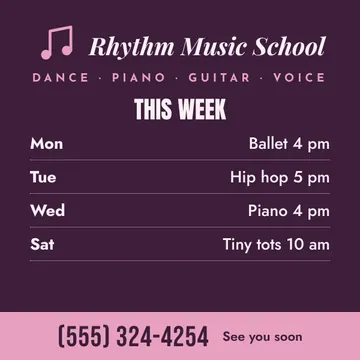 Rhythm Music School
DANCE · PIANO · GUITAR · VOICE
THIS WEEK
Mon Ballet 4 pm
Tue Hip hop 5 pm
Wed Piano 4 pm
Sat Tiny tots 10 am
(555) 324-4254 See you soon